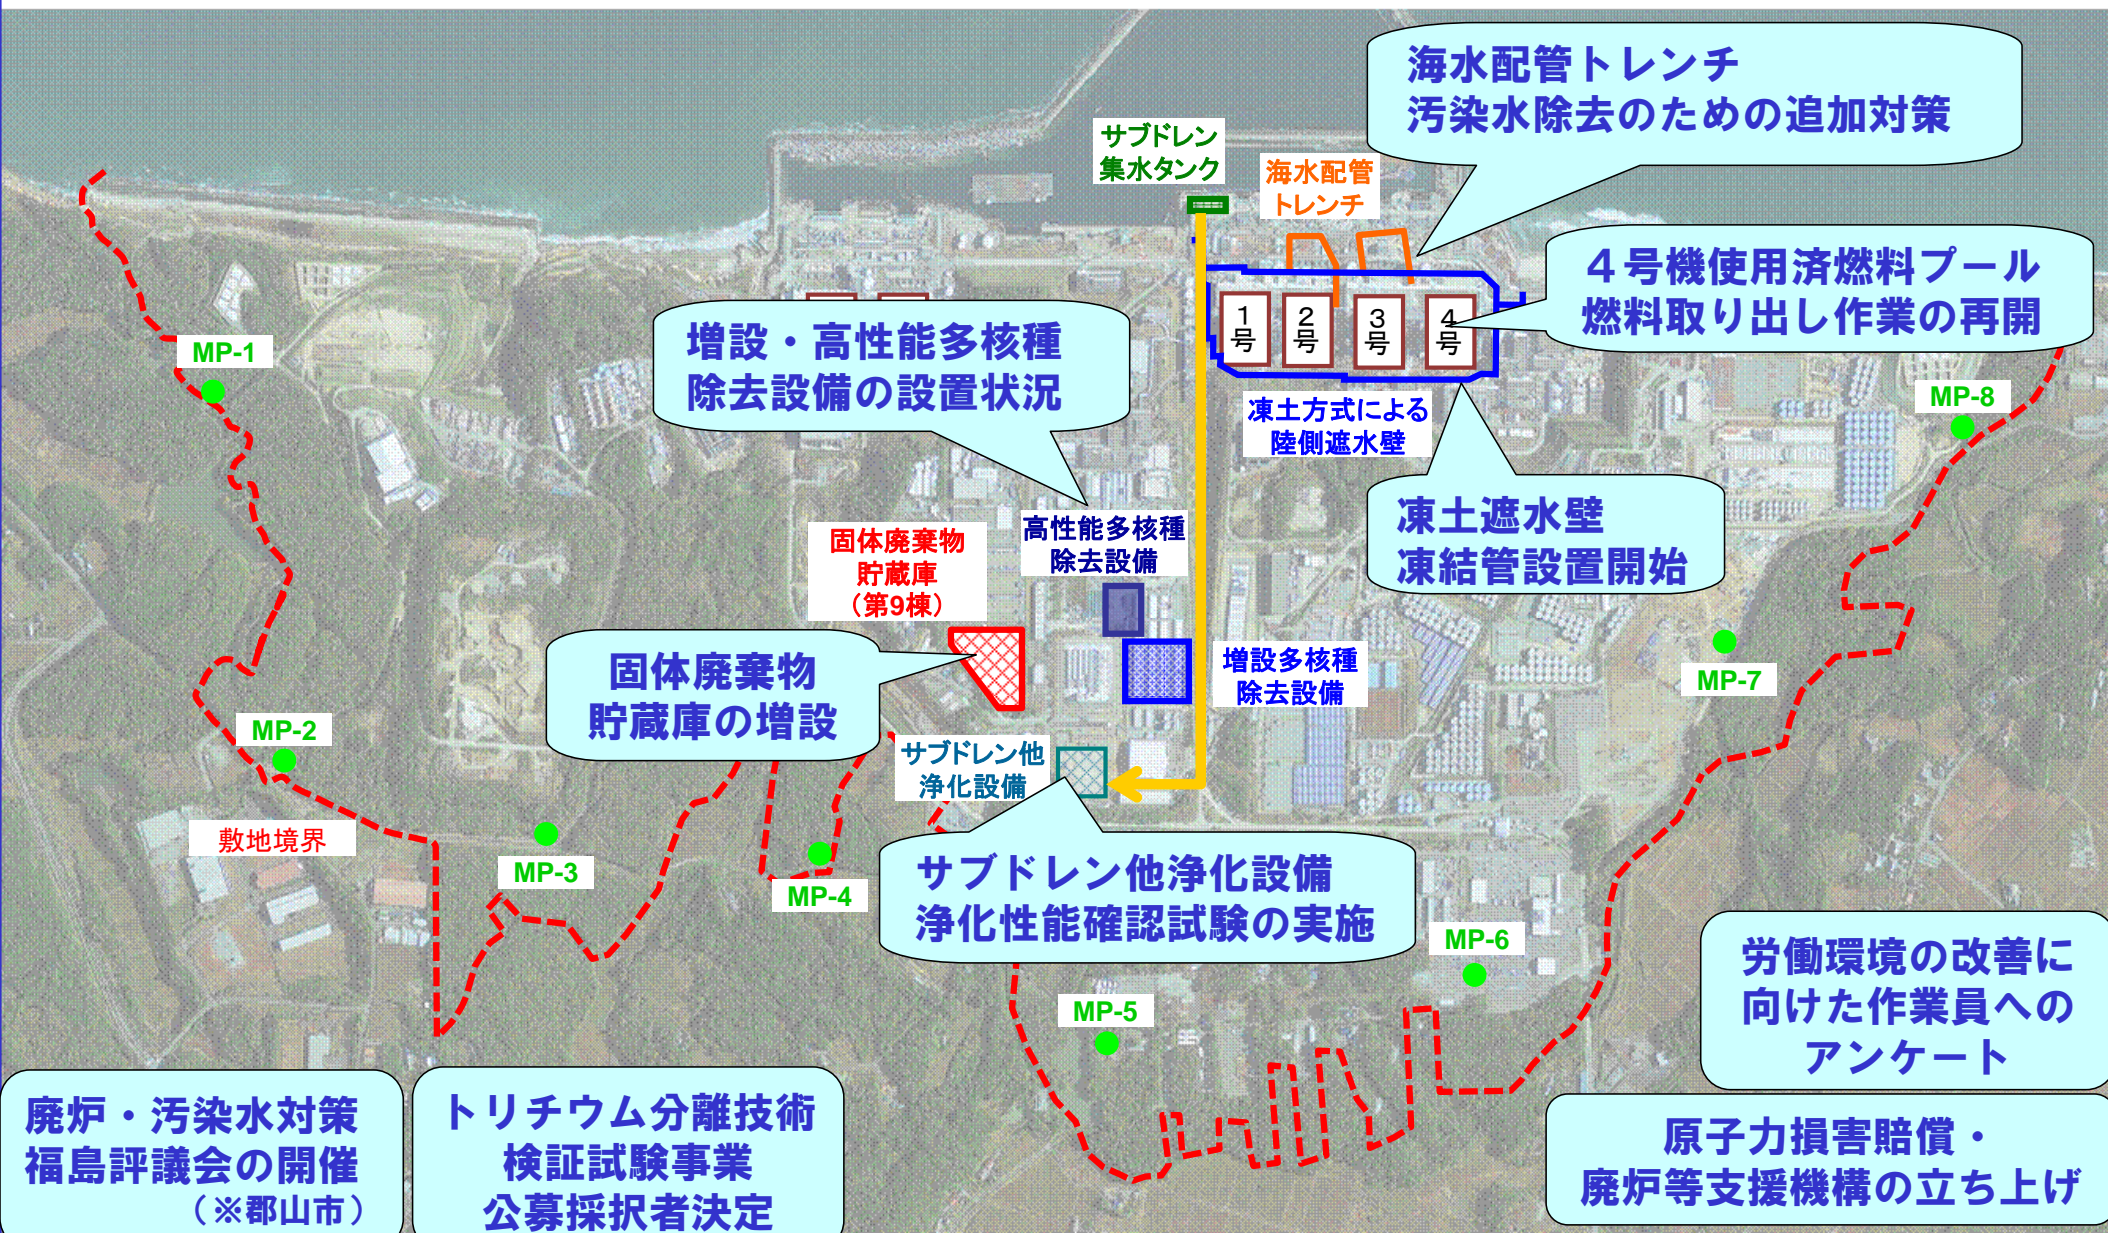 海水配管トレンチ
汚染水除去のための追加対策
サブドレン
集水タンク
海水配管
トレンチ
４号機使用済燃料プール
燃料取り出し作業の再開
1
号
2
号
3
号
4
号
MP-1
増設・高性能多核種
除去設備の設置状況
凍土方式による
陸側遮水壁
MP-8
凍土遮水壁
凍結管設置開始
固体廃棄物
貯蔵庫
（第9棟）
高性能多核種
除去設備
固体廃棄物
貯蔵庫の増設
増設多核種
除去設備
MP-7
MP-2
サブドレン他
浄化設備
敷地境界
MP-3
MP-4
サブドレン他浄化設備
浄化性能確認試験の実施
MP-6
MP-5
労働環境の改善に
向けた作業員への
アンケート
廃炉・汚染水対策
福島評議会の開催
（※郡山市）
トリチウム分離技術
検証試験事業
公募採択者決定
原子力損害賠償・
廃炉等支援機構の立ち上げ